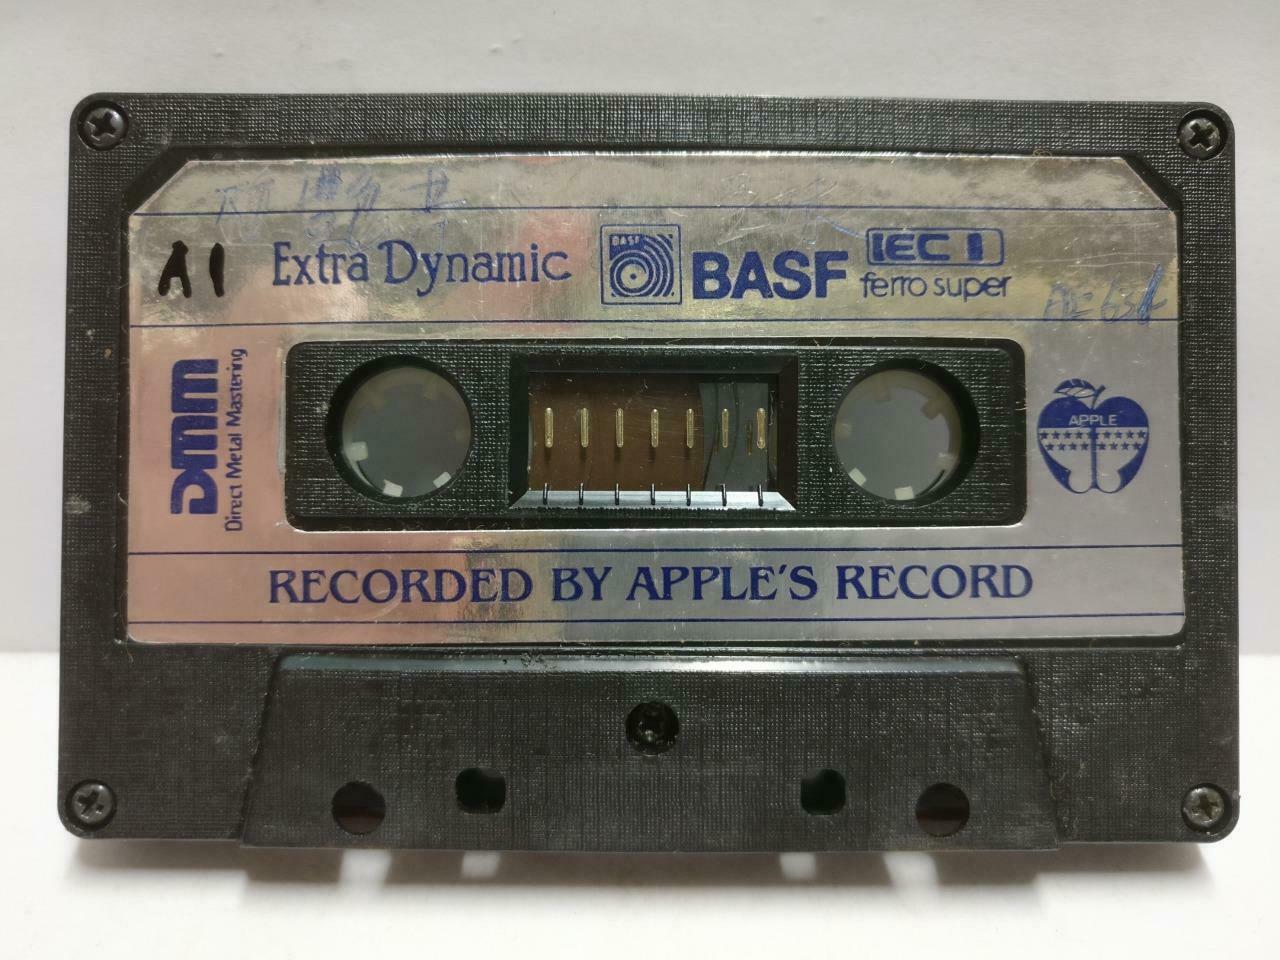 A1
Extra Dynamic
BASF
BASF
IEC I
ferro super
DMM
Direct Metal Mastering
APPLE
RECORDED BY APPLE'S RECORD